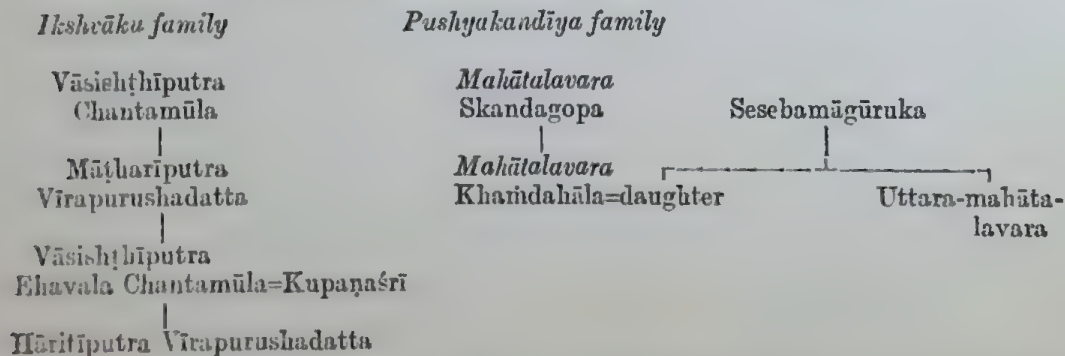 Ikshvāku family Pushyakandīya family
Vāsishṭhīputra Mahātalavara
Chantamūla Skandagopa Sesebamāgūruka
Māṭharīputra Mahātalavara
Vīrapurushadatta Khaṁdahāla=daughter Uttara-mahāta-
lavara
Vāsishṭhīputra
Ehavala Chantamūla=Kupaṇaśrī
Hāritīputra Vīrapurushadatta